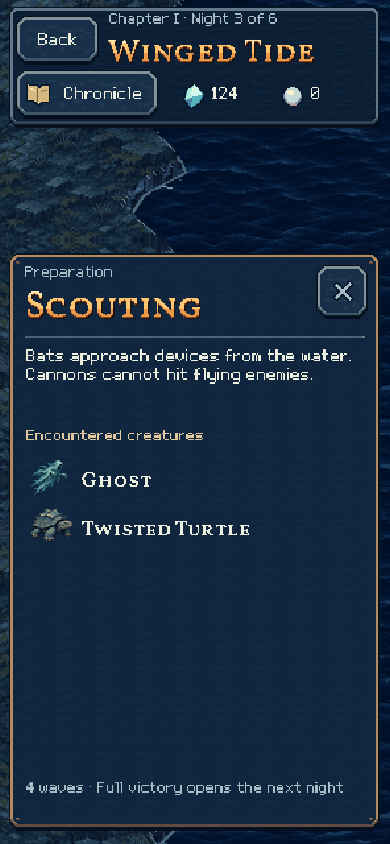 Back
Chapter I · Night 3 of 6
Winged Tide
Chronicle
124
0
Preparation
Scouting
Bats approach devices from the water.
Cannons cannot hit flying enemies.
Encountered creatures
Ghost
Twisted Turtle
4 waves · Full victory opens the next night